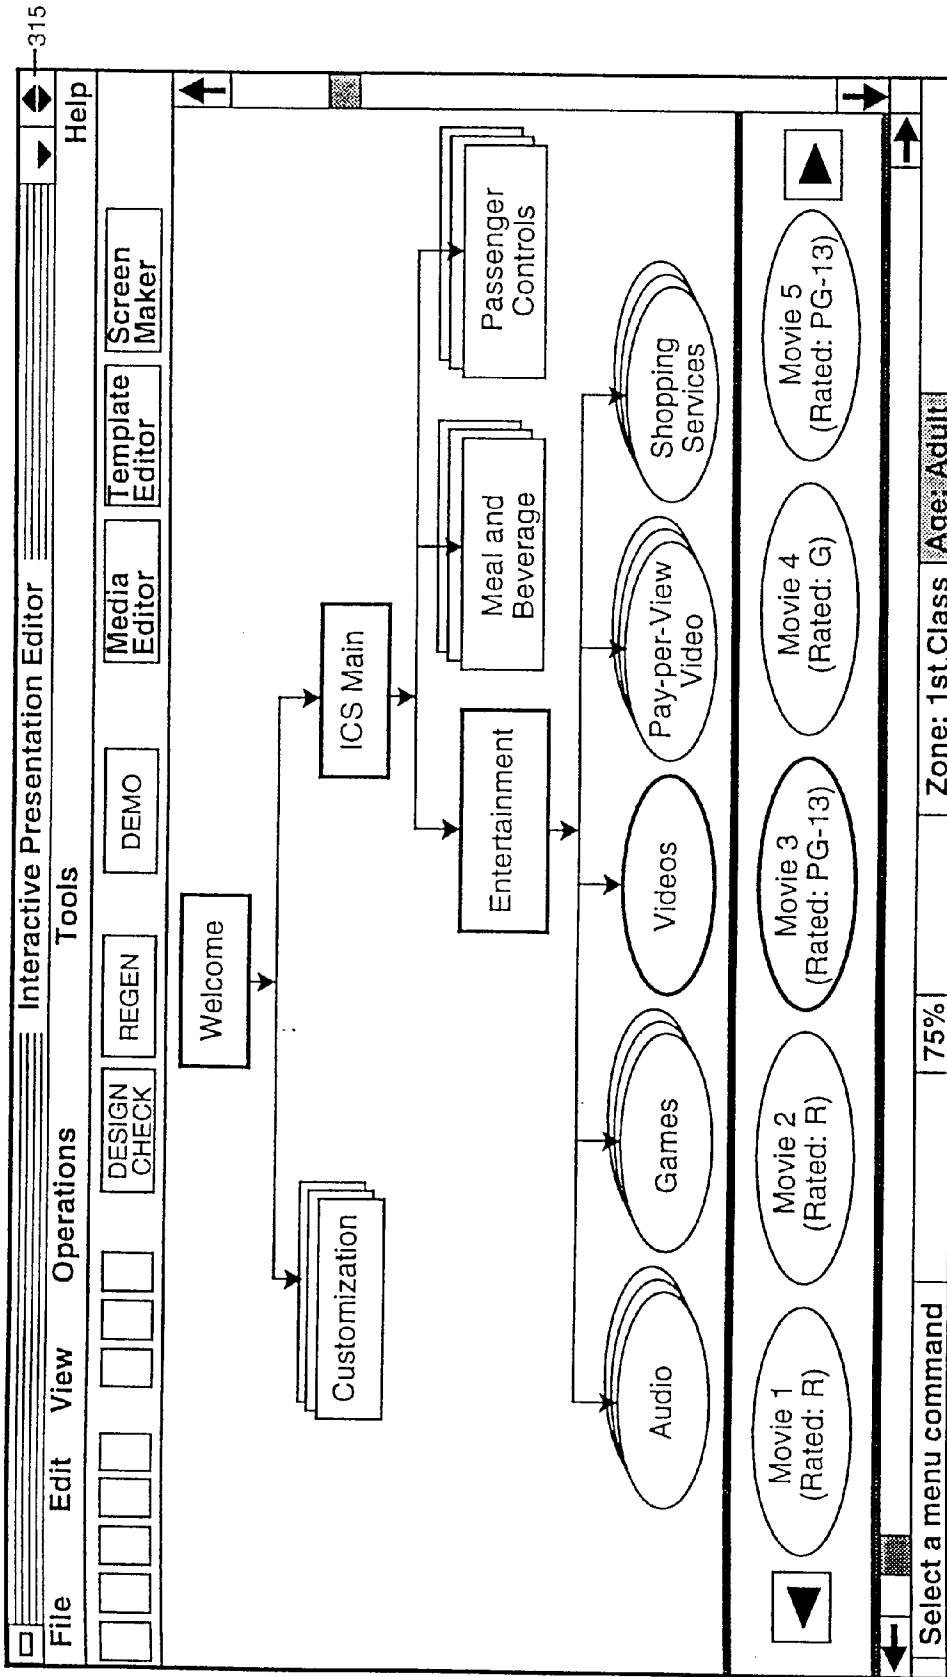 315
Interactive Presentation Editor
File Edit View Operations Tools Help
DESIGN
CHECK
REGEN
DEMO
Media
Editor
Template
Editor
Screen
Maker
Welcome
Customization
ICS Main
Entertainment
Meal and
Beverage
Passenger
Controls
Audio
Games
Videos
Pay-per-View
Video
Shopping
Services
Movie 1
(Rated: R)
Movie 2
(Rated: R)
Movie 3
(Rated: PG-13)
Movie 4
(Rated: G)
Movie 5
(Rated: PG-13)
Select a menu command 75% Zone: 1st Class Age: Adult